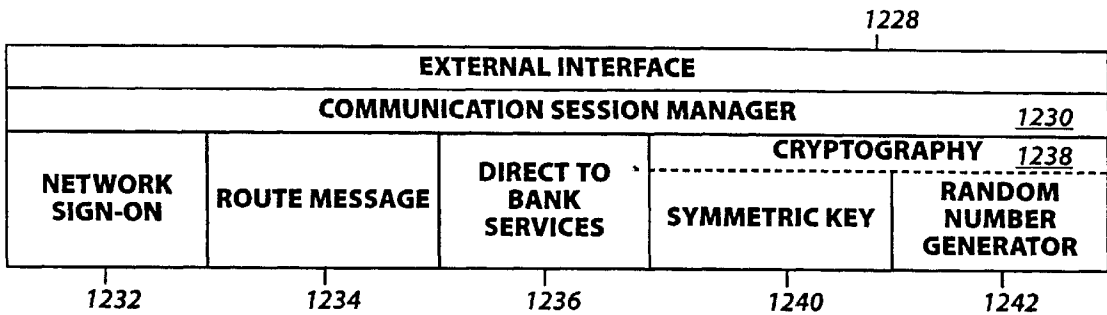 1228
EXTERNAL INTERFACE
COMMUNICATION SESSION MANAGER 1230
NETWORK
SIGN-ON
ROUTE MESSAGE
DIRECT TO
BANK
SERVICES
CRYPTOGRAPHY 1238
SYMMETRIC KEY
RANDOM
NUMBER
GENERATOR
1232
1234
1236
1240
1242